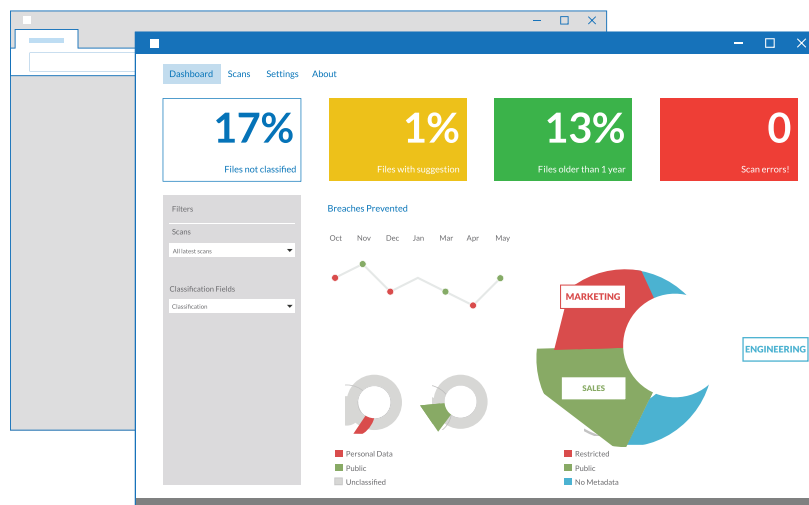 Dashboard Scans Settings About
17% 1% 13% 0
Files not classified Files with suggestion Files older than 1 year Scan errors!
Filters
Scans
All latest scans
Classification Fields
Classification
Breaches Prevented
Oct Nov Dec Jan Mar Apr May
MARKETING
ENGINEERING
SALES
Personal Data
Public
Unclassified
Restricted
Public
No Metadata